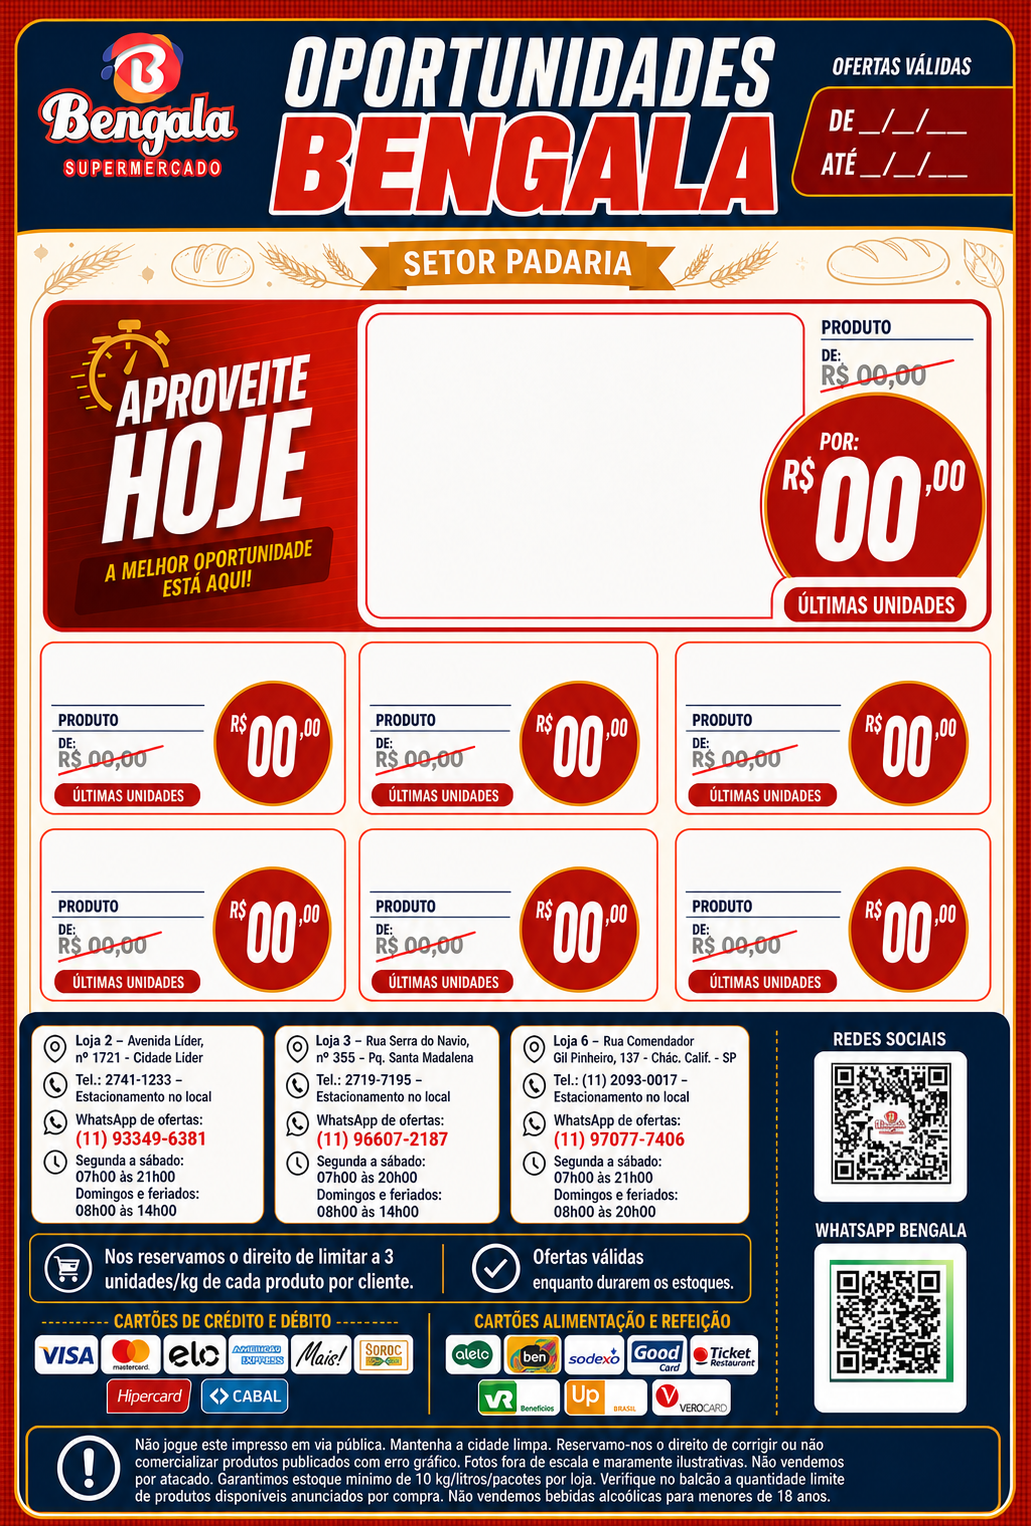 B
Bengala
SUPERMERCADO
OPORTUNIDADES
BENGALA
OFERTAS VÁLIDAS
DE __/__/__
ATÉ __/__/__
SETOR PADARIA
APROVEITE
HOJE
A MELHOR OPORTUNIDADE
ESTÁ AQUI!
PRODUTO
DE:
R$ 00,00
POR:
R$ 00,00
ÚLTIMAS UNIDADES
PRODUTO
DE:
R$ 00,00
ÚLTIMAS UNIDADES
R$ 00,00
PRODUTO
DE:
R$ 00,00
ÚLTIMAS UNIDADES
R$ 00,00
PRODUTO
DE:
R$ 00,00
ÚLTIMAS UNIDADES
R$ 00,00
PRODUTO
DE:
R$ 00,00
ÚLTIMAS UNIDADES
R$ 00,00
PRODUTO
DE:
R$ 00,00
ÚLTIMAS UNIDADES
R$ 00,00
PRODUTO
DE:
R$ 00,00
ÚLTIMAS UNIDADES
R$ 00,00
Loja 2 – Avenida Líder,
nº 1721 - Cidade Líder
Tel.: 2741-1233 –
Estacionamento no local
WhatsApp de ofertas:
(11) 93349-6381
Segunda a sábado:
07h00 às 21h00
Domingos e feriados:
08h00 às 14h00
Loja 3 – Rua Serra do Navio,
nº 355 - Pq. Santa Madalena
Tel.: 2719-7195 –
Estacionamento no local
WhatsApp de ofertas:
(11) 96607-2187
Segunda a sábado:
07h00 às 20h00
Domingos e feriados:
08h00 às 14h00
Loja 6 – Rua Comendador
Gil Pinheiro, 137 - Chác. Calif. - SP
Tel.: (11) 2093-0017 –
Estacionamento no local
WhatsApp de ofertas:
(11) 97077-7406
Segunda a sábado:
07h00 às 21h00
Domingos e feriados:
08h00 às 20h00
REDES SOCIAIS
Bengala
WHATSAPP BENGALA
Nos reservamos o direito de limitar a 3
unidades/kg de cada produto por cliente.
Ofertas válidas
enquanto durarem os estoques.
CARTÕES DE CRÉDITO E DÉBITO
VISA
mastercard.
elo
AMERICAN EXPRESS
Mais!
SOROC
Hipercard
CABAL
CARTÕES ALIMENTAÇÃO E REFEIÇÃO
alelo
ben
sodexo
Good Card
Ticket Restaurant
VR Benefícios
Up BRASIL
VEROCARD
Não jogue este impresso em via pública. Mantenha a cidade limpa. Reservamo-nos o direito de corrigir ou não
comercializar produtos publicados com erro gráfico. Fotos fora de escala e maramente ilustrativas. Não vendemos
por atacado. Garantimos estoque mínimo de 10 kg/litros/pacotes por loja. Verifique no balcão a quantidade limite
de produtos disponíveis anunciados por compra. Não vendemos bebidas alcoólicas para menores de 18 anos.